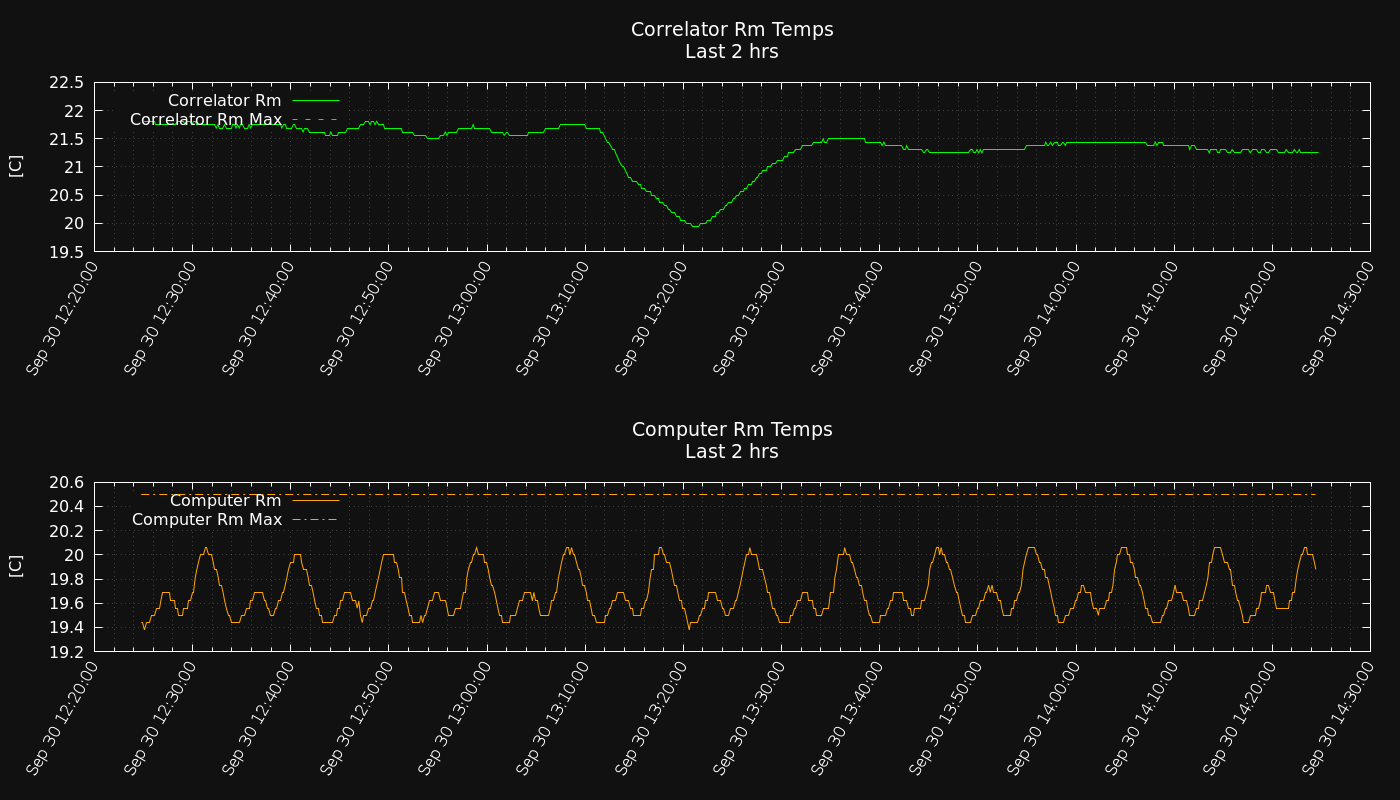 Correlator Rm Temps
Last 2 hrs
22.5
22
21.5
21
20.5
20
19.5
[C]
Correlator Rm
Correlator Rm Max
Sep 30 12:20:00
Sep 30 12:30:00
Sep 30 12:40:00
Sep 30 12:50:00
Sep 30 13:00:00
Sep 30 13:10:00
Sep 30 13:20:00
Sep 30 13:30:00
Sep 30 13:40:00
Sep 30 13:50:00
Sep 30 14:00:00
Sep 30 14:10:00
Sep 30 14:20:00
Sep 30 14:30:00
Computer Rm Temps
Last 2 hrs
20.6
20.4
20.2
20
19.8
19.6
19.4
19.2
[C]
Computer Rm
Computer Rm Max
Sep 30 12:20:00
Sep 30 12:30:00
Sep 30 12:40:00
Sep 30 12:50:00
Sep 30 13:00:00
Sep 30 13:10:00
Sep 30 13:20:00
Sep 30 13:30:00
Sep 30 13:40:00
Sep 30 13:50:00
Sep 30 14:00:00
Sep 30 14:10:00
Sep 30 14:20:00
Sep 30 14:30:00